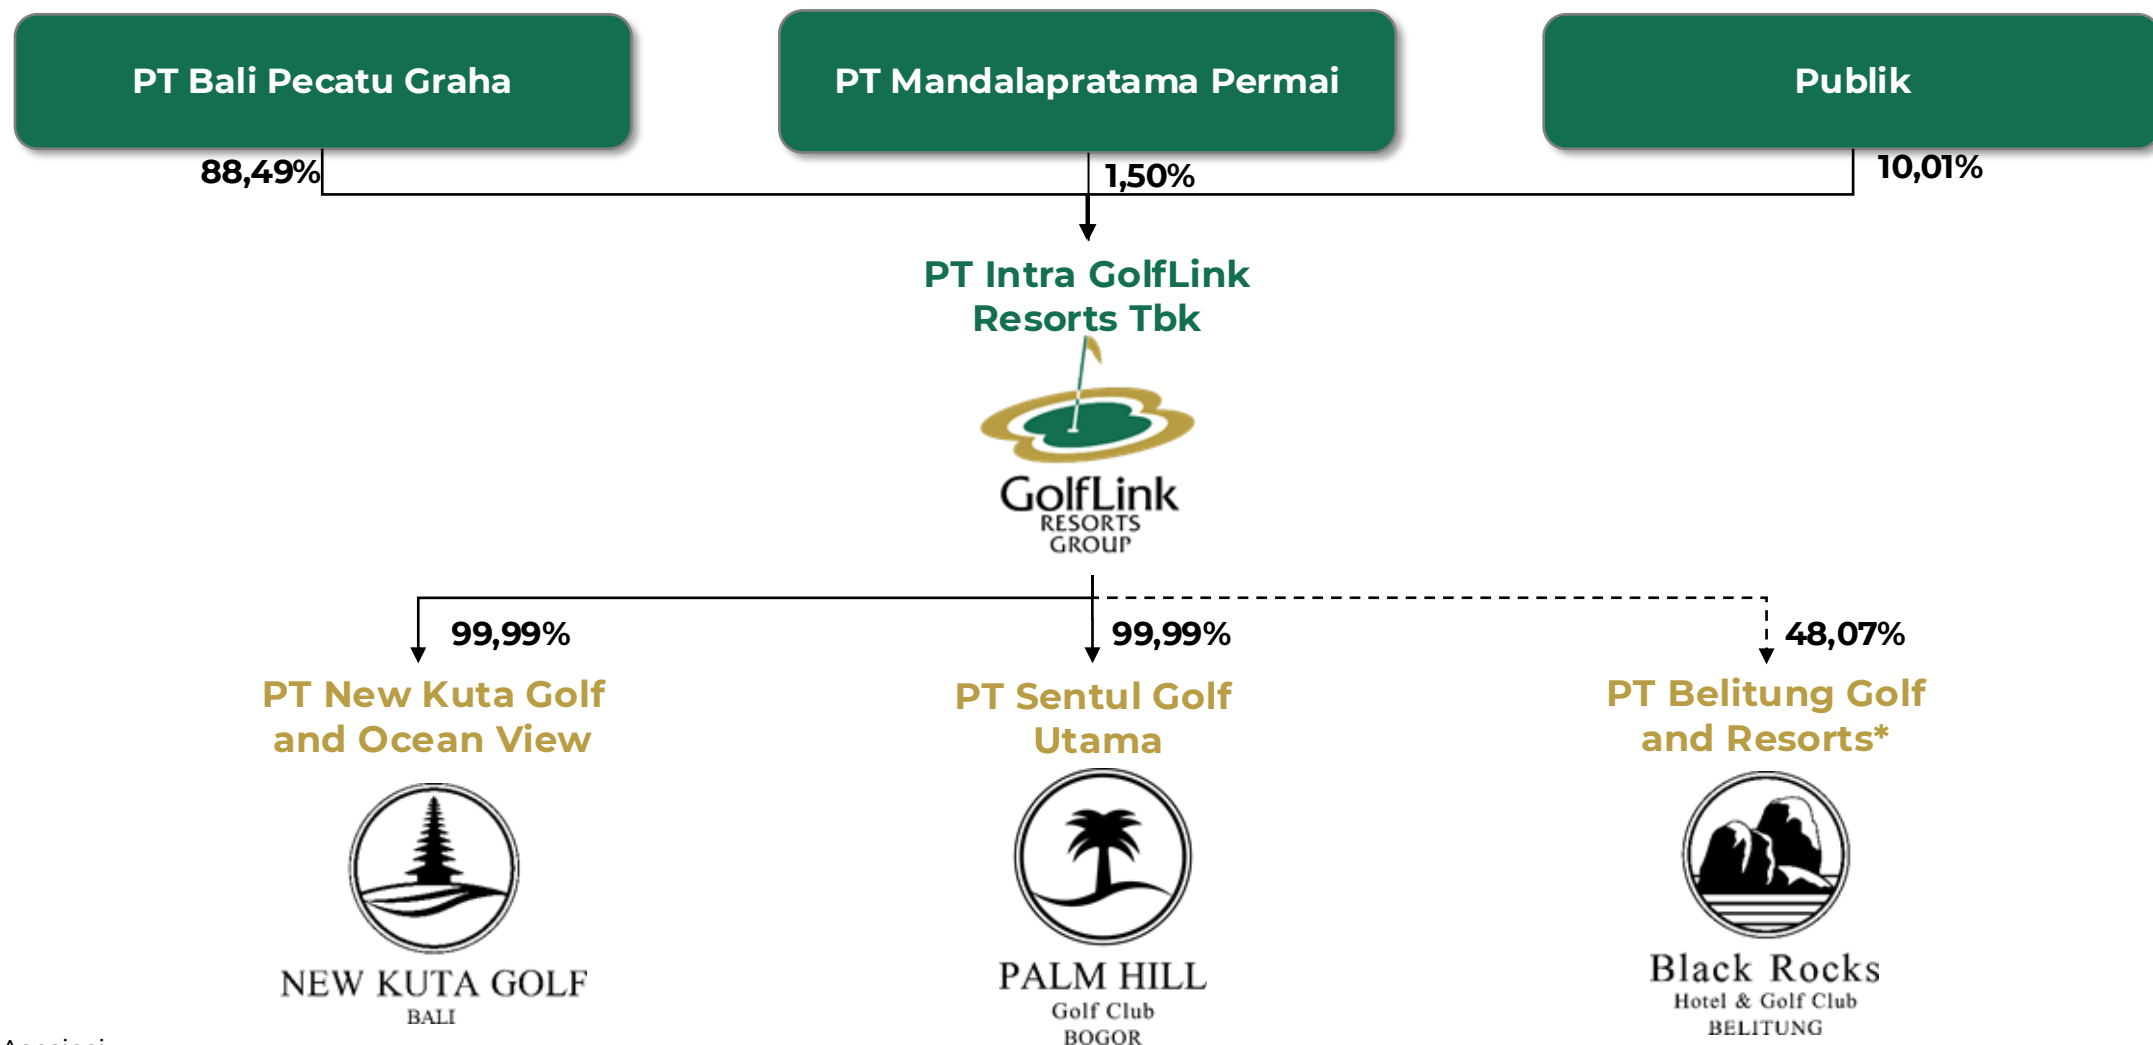 PT Bali Pecatu Graha
PT Mandalapratama Permai
Publik
88,49%
1,50%
10,01%
PT Intra GolfLink
Resorts Tbk
GolfLink
RESORTS
GROUP
99,99%
99,99%
48,07%
PT New Kuta Golf
and Ocean View
PT Sentul Golf
Utama
PT Belitung Golf
and Resorts*
NEW KUTA GOLF
BALI
PALM HILL
Golf Club
BOGOR
Black Rocks
Hotel & Golf Club
BELITUNG